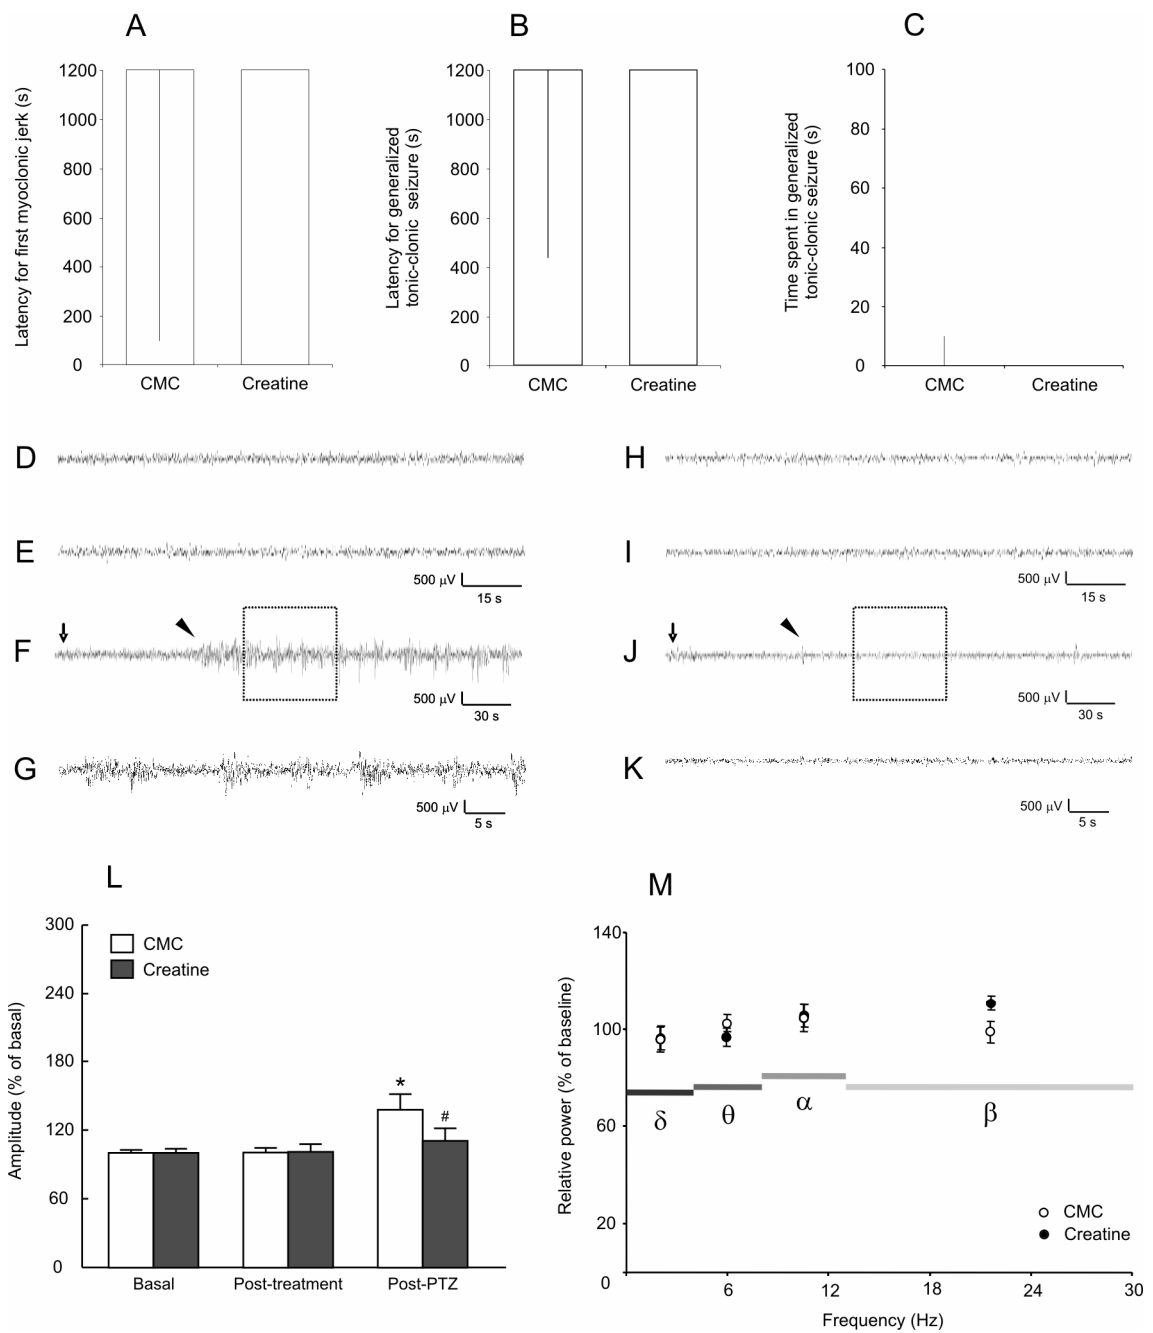 A
B
C
Latency for first myoclonic jerk (s)
1200
1000
800
600
400
200
0
CMC
Creatine
Latency for generalized
tonic-clonic seizure (s)
1200
1000
800
600
400
200
0
CMC
Creatine
Time spent in generalized
tonic-clonic seizure (s)
100
80
60
40
20
0
CMC
Creatine
D
E
500 μV
15 s
F
500 μV
30 s
G
500 μV
5 s
H
I
500 μV
15 s
J
500 μV
30 s
K
500 μV
5 s
L
Amplitude (% of basal)
300
240
180
120
60
0
CMC
Creatine
*
#
Basal
Post-treatment
Post-PTZ
M
Relative power (% of baseline)
140
100
60
20
0
δ
θ
α
β
CMC
Creatine
6
12
18
24
30
Frequency (Hz)